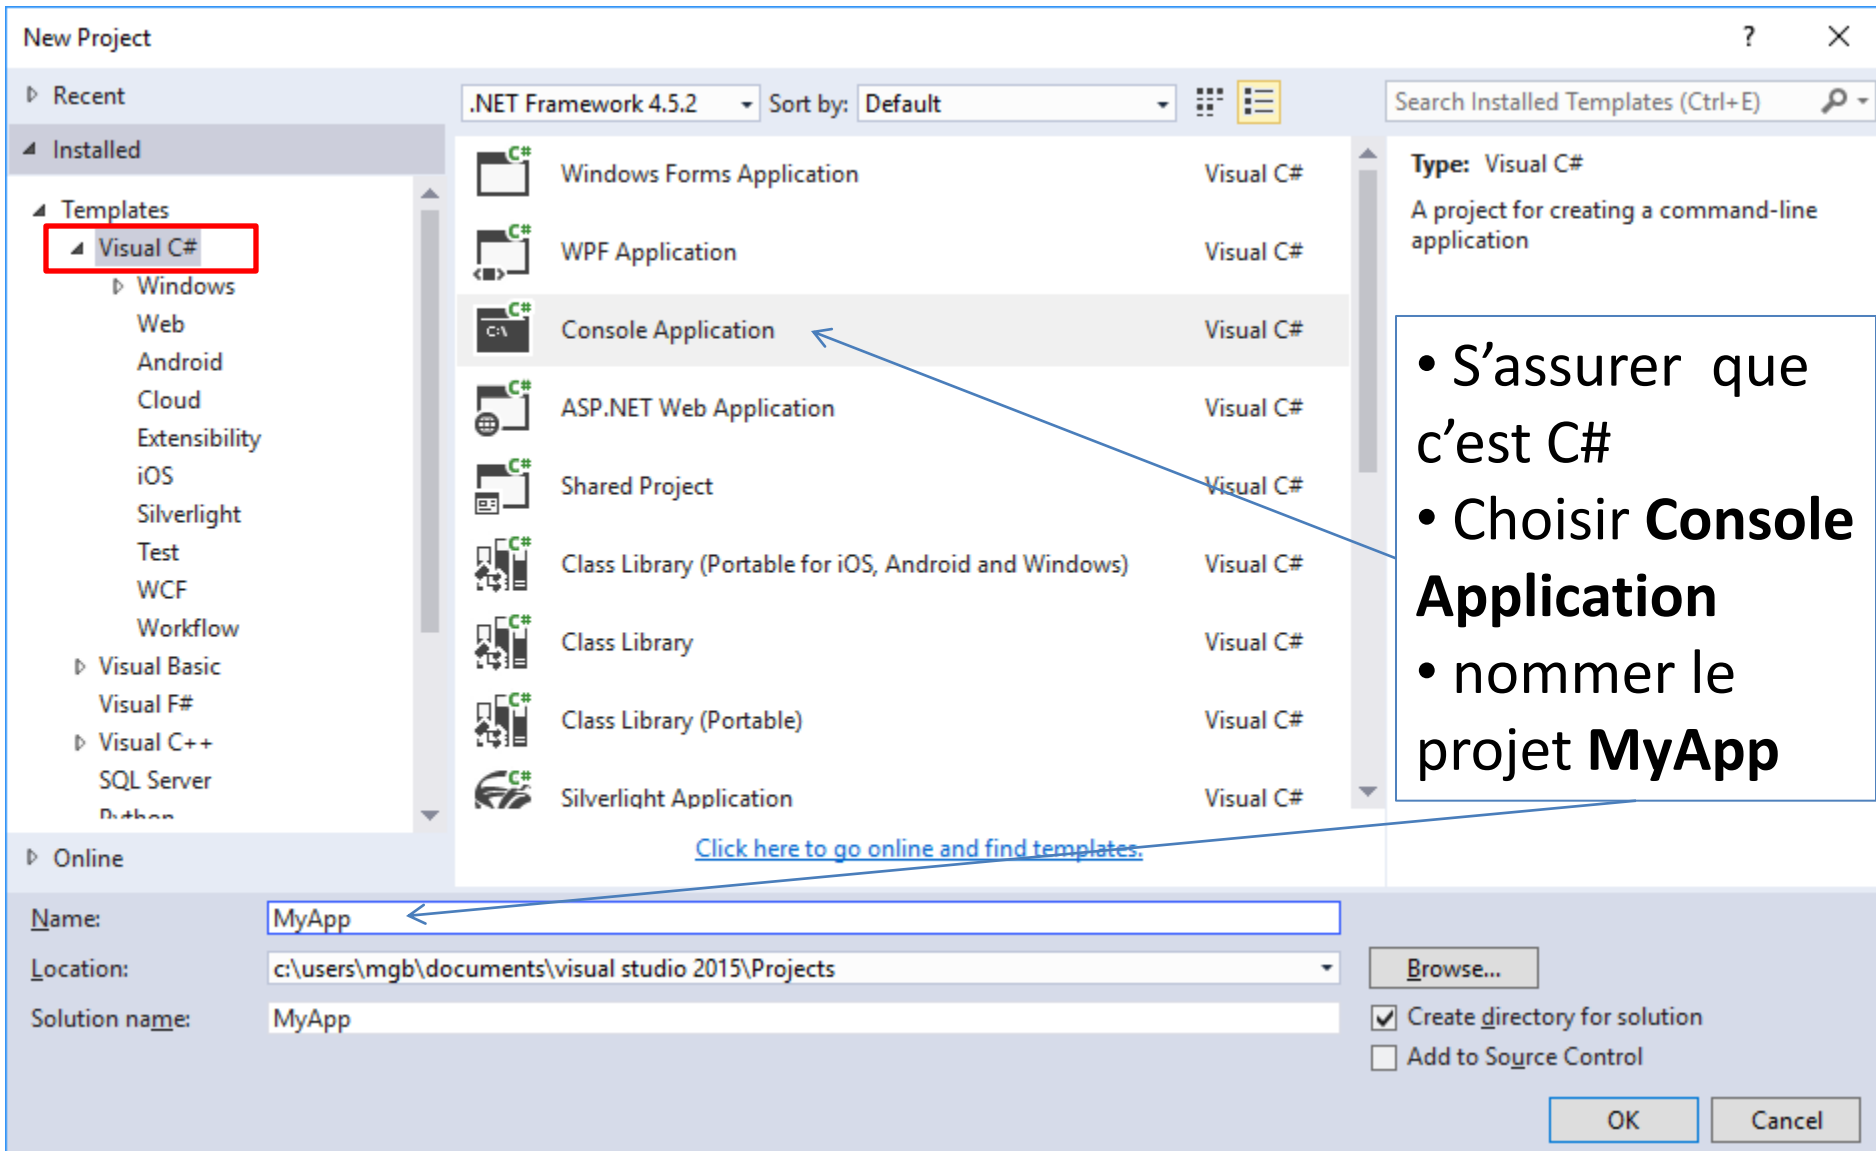 New Project
?
Recent
.NET Framework 4.5.2
Sort by:
Default
Search Installed Templates (Ctrl+E)
Installed
Templates
Visual C#
Windows
Web
Android
Cloud
Extensibility
iOS
Silverlight
Test
WCF
Workflow
Visual Basic
Visual F#
Visual C++
SQL Server
Python
Online
Windows Forms Application Visual C#
WPF Application Visual C#
Console Application Visual C#
ASP.NET Web Application Visual C#
Shared Project Visual C#
Class Library (Portable for iOS, Android and Windows) Visual C#
Class Library Visual C#
Class Library (Portable) Visual C#
Silverlight Application Visual C#
Click here to go online and find templates.
Type: Visual C#
A project for creating a command-line
application
• S’assurer que
c’est C#
• Choisir Console
Application
• nommer le
projet MyApp
Name: MyApp
Location: c:\users\mgb\documents\visual studio 2015\Projects
Browse...
Solution name: MyApp
Create directory for solution
Add to Source Control
OK
Cancel